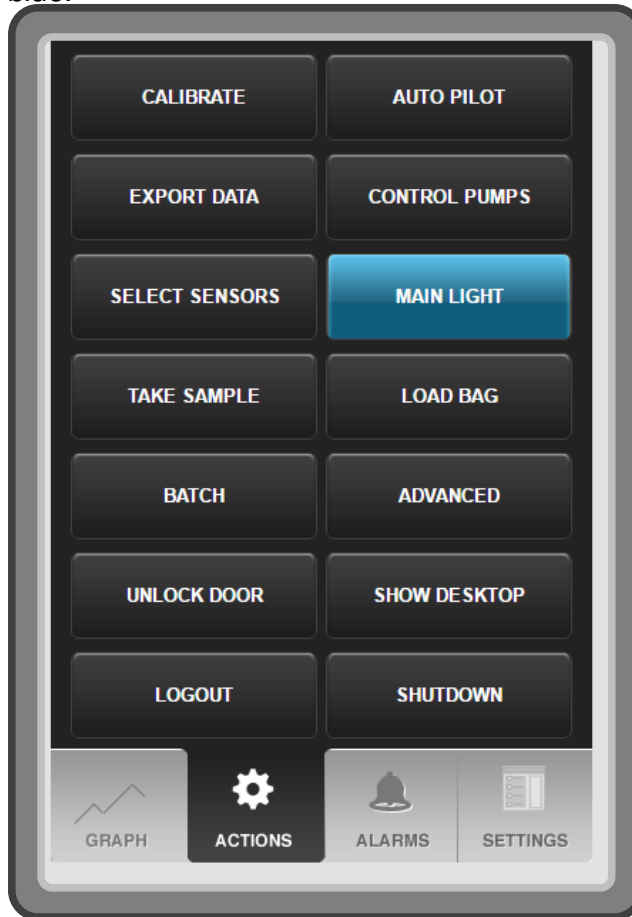 blue.
CALIBRATE AUTO PILOT
EXPORT DATA CONTROL PUMPS
SELECT SENSORS MAIN LIGHT
TAKE SAMPLE LOAD BAG
BATCH ADVANCED
UNLOCK DOOR SHOW DESKTOP
LOGOUT SHUTDOWN
GRAPH ACTIONS ALARMS SETTINGS